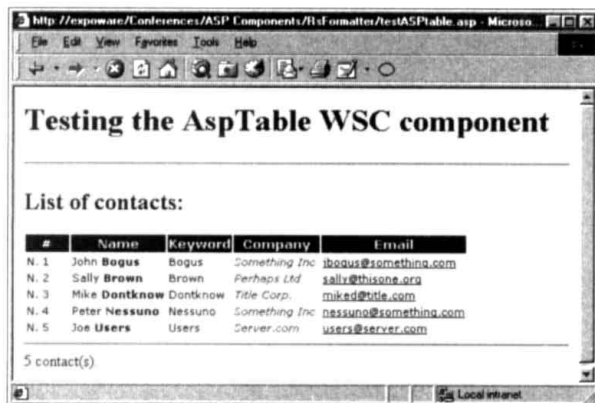 http://expoware/Conferences/ASP Components/RsFormatter/testASPtable.asp - Microso...
File Edit View Favorites Tools Help
Testing the AspTable WSC component
List of contacts:
# Name Keyword Company Email
N. 1 John Bogus Bogus Something Inc jbogus@something.com
N. 2 Sally Brown Brown Perhaps Ltd sally@thisone.org
N. 3 Mike Dontknow Dontknow Title Corp. miked@title.com
N. 4 Peter Nessuno Nessuno Something Inc nessuno@something.com
N. 5 Joe Users Users Server.com users@server.com
5 contact(s)
Local intranet